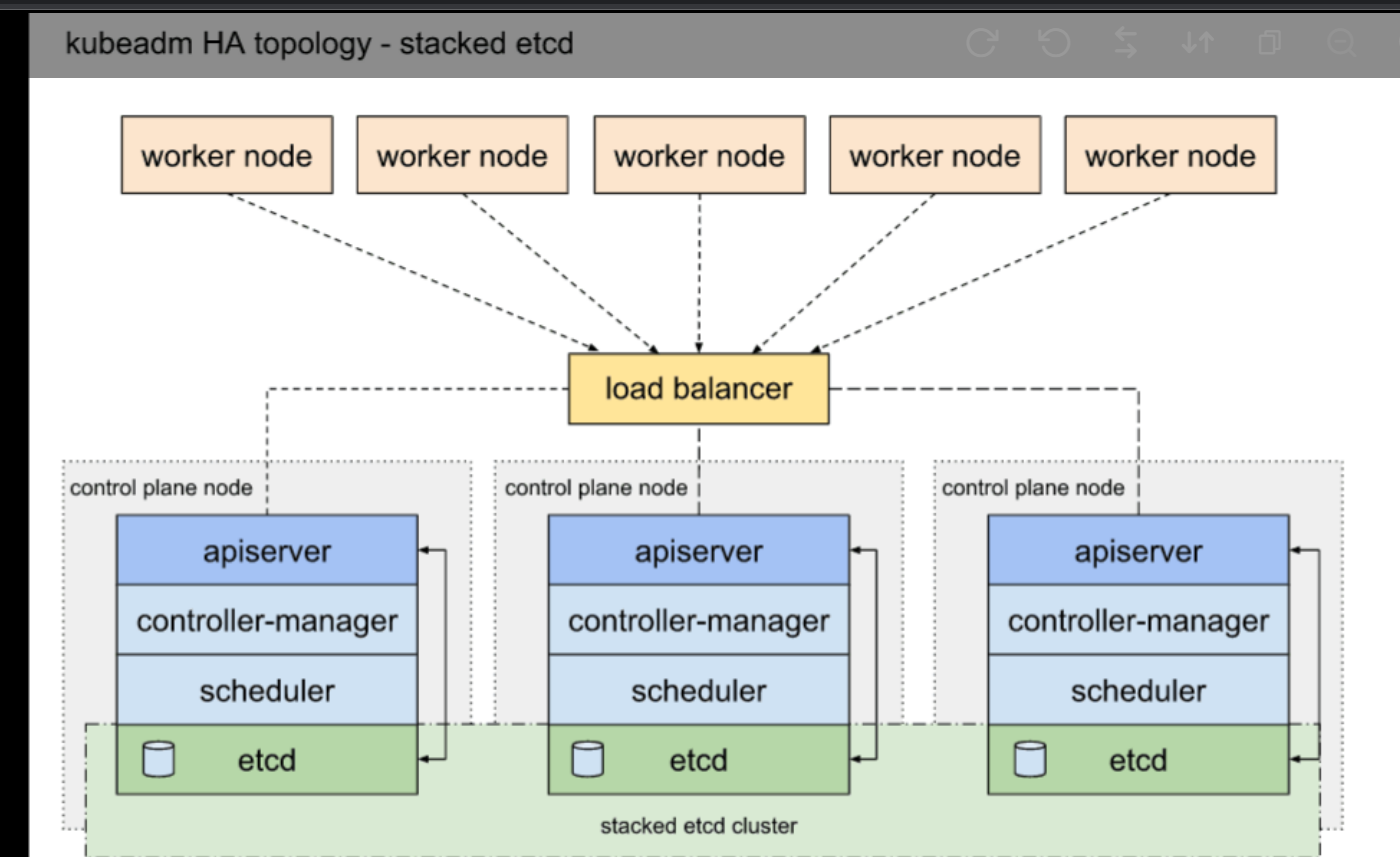 kubeadm HA topology - stacked etcd
worker node
worker node
worker node
worker node
worker node
load balancer
control plane node
control plane node
control plane node
apiserver
apiserver
apiserver
controller-manager
controller-manager
controller-manager
scheduler
scheduler
scheduler
etcd
etcd
etcd
stacked etcd cluster